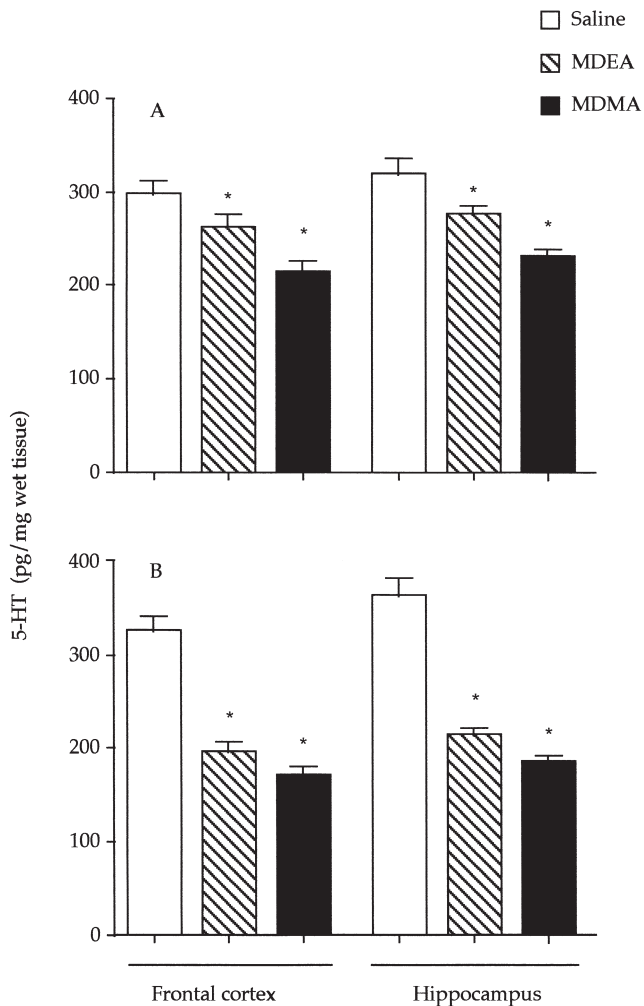 Saline
MDEA
MDMA
5-HT (pg/mg wet tissue)
A
400
300
200
100
0
* * * *
B
400
300
200
100
0
* * * *
Frontal cortex Hippocampus